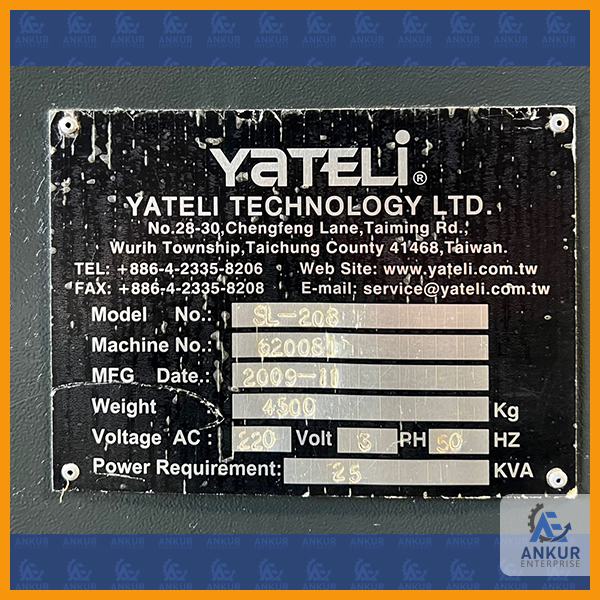 YATELI®
YATELI TECHNOLOGY LTD.
No.28-30,Chengfeng Lane,Taiming Rd.,
Wurih Township,Taichung County 41468,Taiwan.
TEL: +886-4-2335-8206 Web Site: www.yateli.com.tw
FAX: +886-4-2335-8208 E-mail: service@yateli.com.tw
Model No.: SL-208
Machine No.:
MFG Date.: 2009-11
Weight 4500 Kg
Voltage AC : 220 Volt 3 PH 50 HZ
Power Requirement: 25 KVA
ANKUR
ENTERPRISE